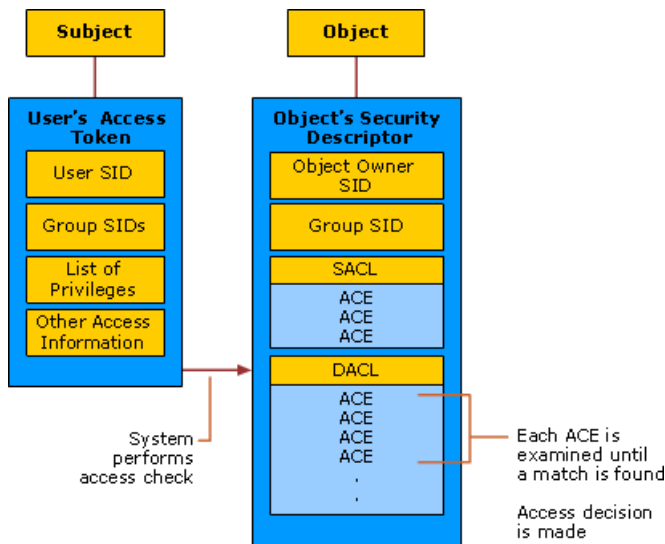 Subject
User's Access
Token
User SID
Group SIDs
List of
Privileges
Other Access
Information
System
performs
access check
Object
Object's Security
Descriptor
Object Owner
SID
Group SID
SACL
ACE
ACE
ACE
DACL
ACE
ACE
ACE
ACE
.
.
Each ACE is
examined until
a match is found
Access decision
is made